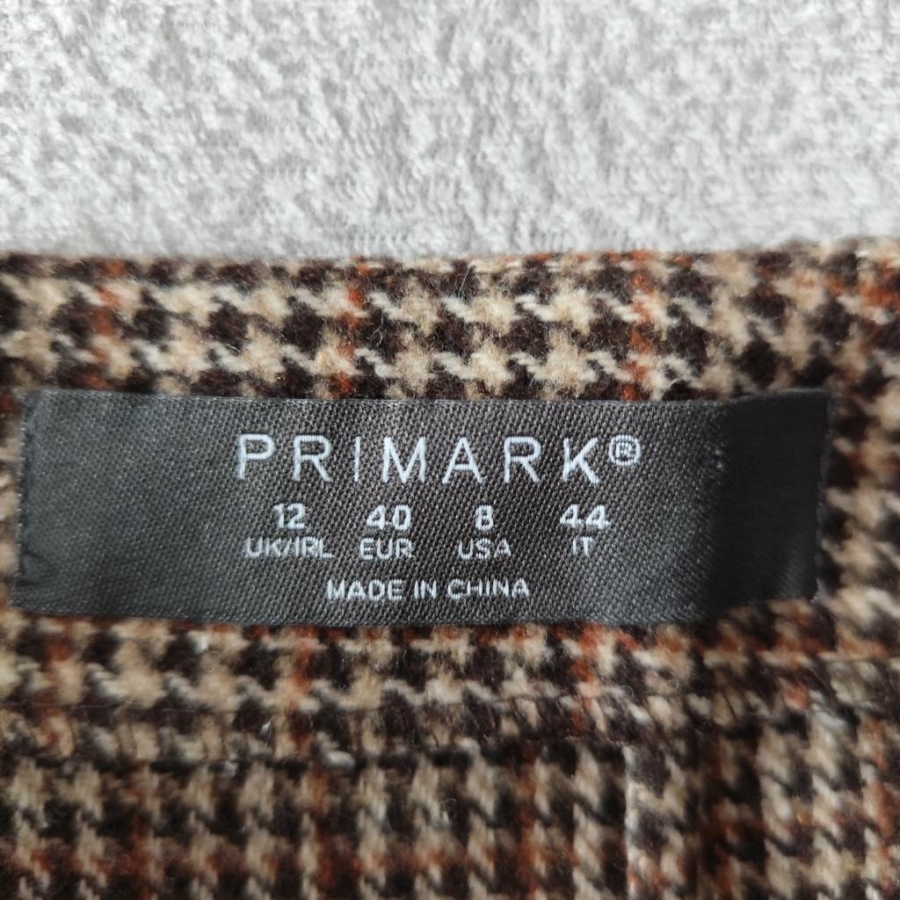 PRIMARK®
12 40 8 44
UK/IRL EUR USA IT
MADE IN CHINA